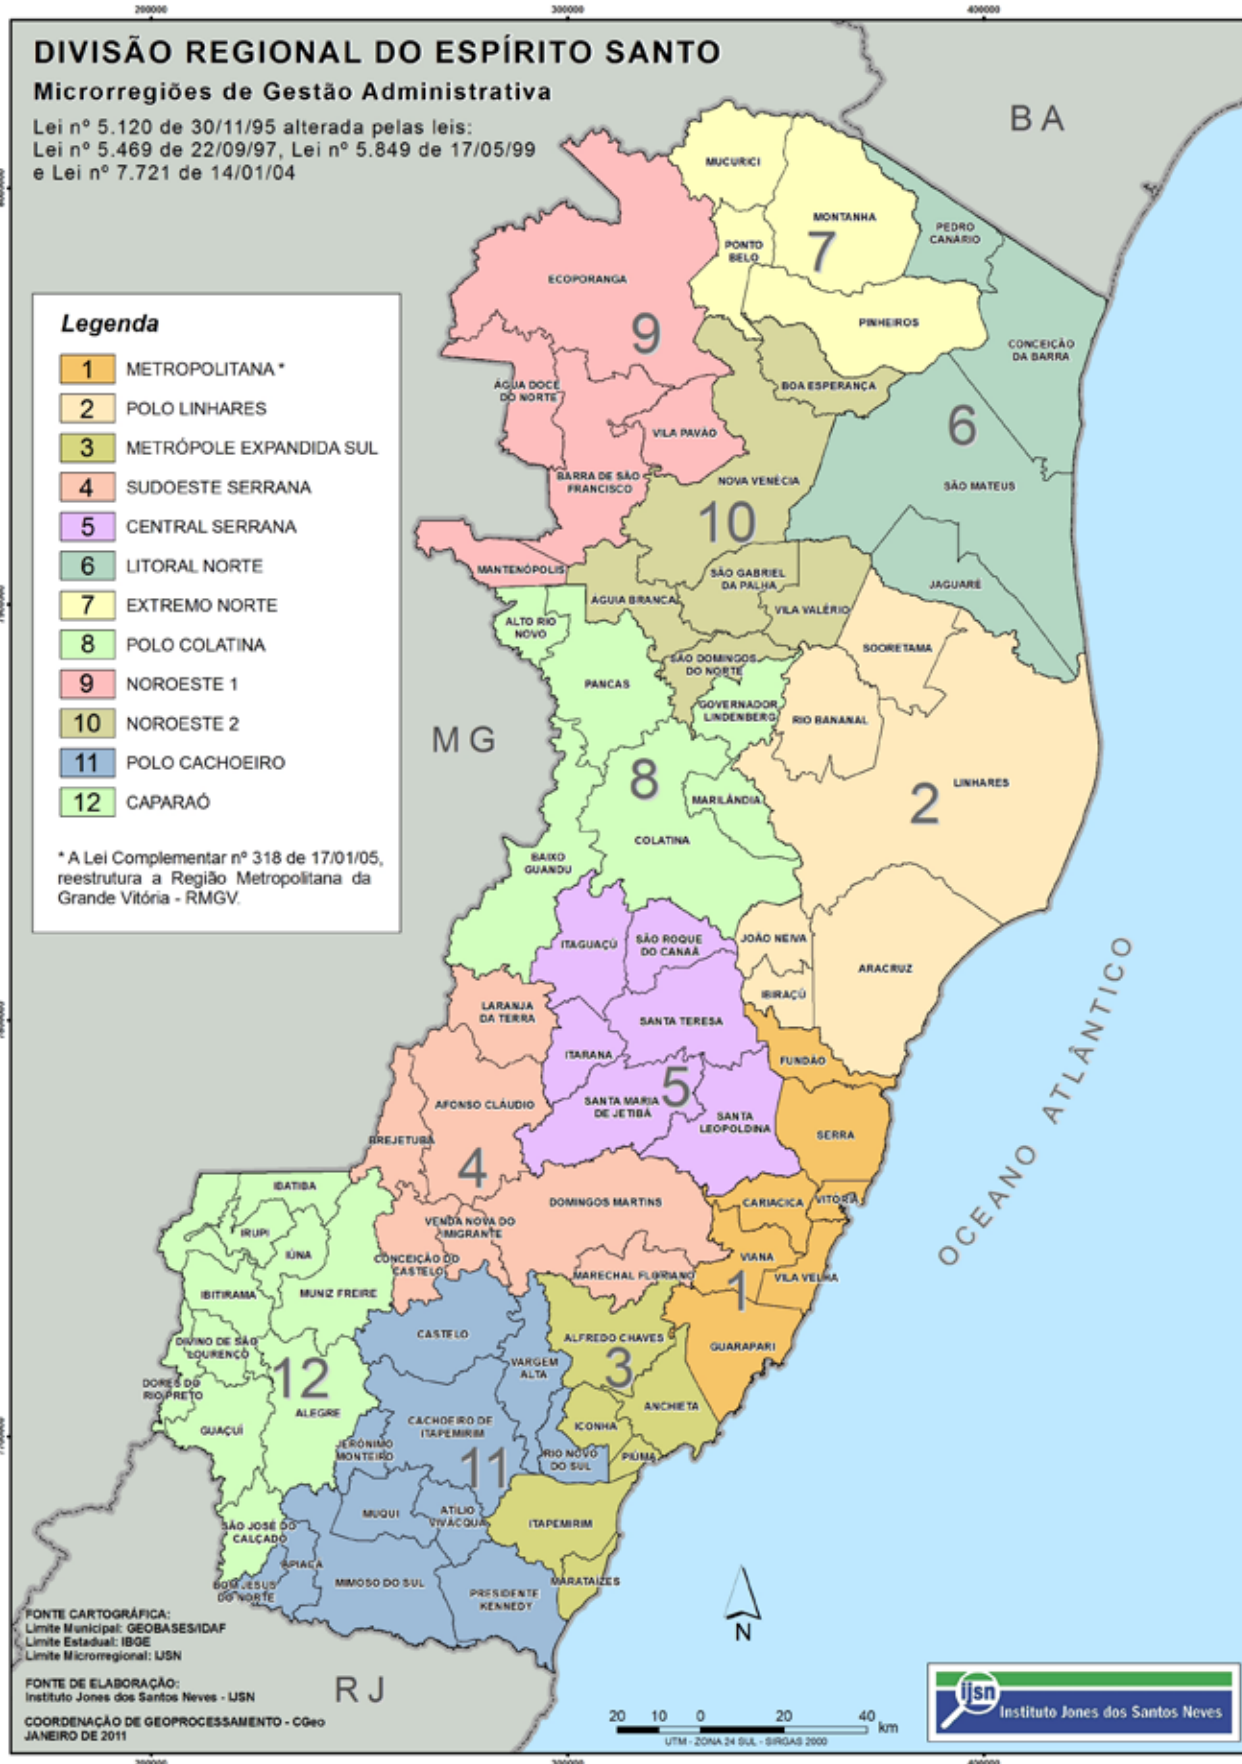 200000
300000
400000
DIVISÃO REGIONAL DO ESPÍRITO SANTO
Microrregiões de Gestão Administrativa
Lei nº 5.120 de 30/11/95 alterada pelas leis:
Lei nº 5.469 de 22/09/97, Lei nº 5.849 de 17/05/99
e Lei nº 7.721 de 14/01/04
BA
MUCURICI
MONTANHA
PEDRO
CANÁRIO
PONTO
BELO
7
ECOPORANGA
PINHEIROS
9
CONCEIÇÃO
DA BARRA
Legenda
1 METROPOLITANA *
2 POLO LINHARES
3 METRÓPOLE EXPANDIDA SUL
4 SUDOESTE SERRANA
5 CENTRAL SERRANA
6 LITORAL NORTE
7 EXTREMO NORTE
8 POLO COLATINA
9 NOROESTE 1
10 NOROESTE 2
11 POLO CACHOEIRO
12 CAPARAÓ
* A Lei Complementar nº 318 de 17/01/05,
reestrutura a Região Metropolitana da
Grande Vitória - RMGV.
ÁGUA DOCE
DO NORTE
BOA ESPERANÇA
6
VILA PAVÃO
BARRA DE SÃO
FRANCISCO
NOVA VENÉCIA
SÃO MATEUS
10
MANTENÓPOLIS
SÃO GABRIEL
DA PALHA
JAGUARÉ
ÁGUIA BRANCA
VILA VALÉRIO
ALTO RIO
NOVO
SOORETAMA
SÃO DOMINGOS
DO NORTE
PANCAS
GOVERNADOR
LINDENBERG
RIO BANANAL
MG
8
LINHARES
2
MARILÂNDIA
COLATINA
BAIXO
GUANDU
ITAGUAÇÚ
SÃO ROQUE
DO CANAÃ
JOÃO NEIVA
ARACRUZ
IBIRAÇÚ
LARANJA
DA TERRA
SANTA TERESA
ITARANA
FUNDÃO
5
SANTA MARIA
DE JETIBÁ
AFONSO CLÁUDIO
SANTA
LEOPOLDINA
SERRA
BREJETUBA
4
OCEANO ATLÂNTICO
IBATIBA
DOMINGOS MARTINS
CARIACICA
VITÓRIA
IRUPI
VENDA NOVA DO
IMIGRANTE
IÚNA
CONCEIÇÃO DO
CASTELO
VIANA
MARECHAL FLORIANO
VILA VELHA
1
IBITIRAMA
MUNIZ FREIRE
CASTELO
ALFREDO CHAVES
GUARAPARI
DIVINO DE SÃO
LOURENÇO
VARGEM
ALTA
3
12
DORES DO
RIO PRETO
ALEGRE
ANCHIETA
GUAÇUÍ
CACHOEIRO DE
ITAPEMIRIM
ICONHA
JERÔNIMO
MONTEIRO
RIO NOVO
DO SUL
PIÚMA
11
MUQUI
ATÍLIO
VIVÁCQUA
ITAPEMIRIM
SÃO JOSÉ DO
CALÇADO
APIACÁ
MIMOSO DO SUL
MARATAÍZES
BOM JESUS
DO NORTE
PRESIDENTE
KENNEDY
FONTE CARTOGRÁFICA:
Limite Municipal: GEOBASES/IDAF
Limite Estadual: IBGE
Limite Microrregional: IJSN
FONTE DE ELABORAÇÃO:
Instituto Jones dos Santos Neves - IJSN
COORDENAÇÃO DE GEOPROCESSAMENTO - CGeo
JANEIRO DE 2011
RJ
N
20 10 0 20 40 km
UTM - ZONA 24 SUL - SIRGAS 2000
ijsn Instituto Jones dos Santos Neves